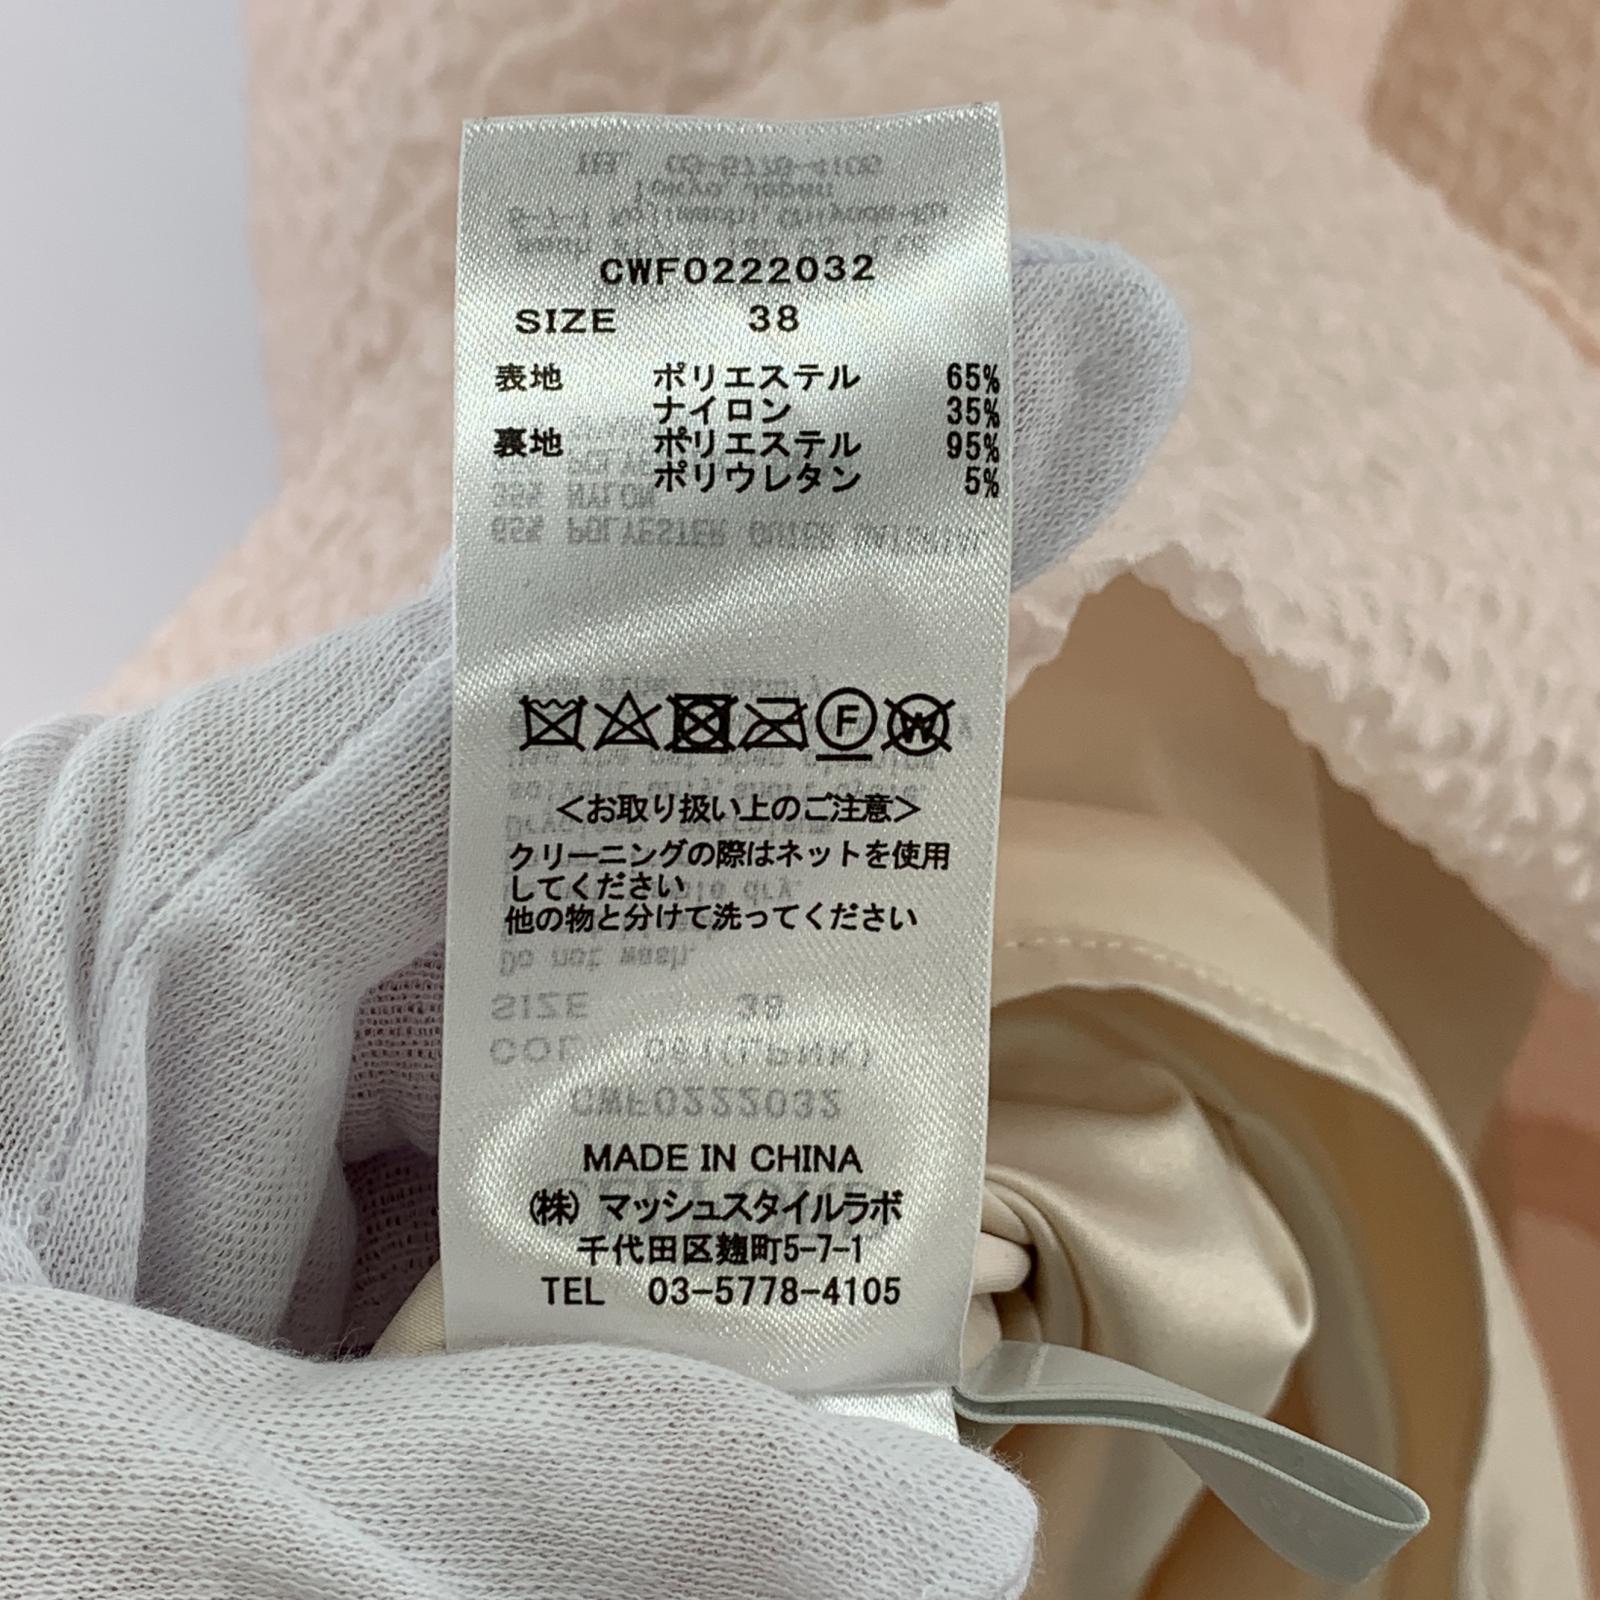 CWF0222032
SIZE 38
表地 ポリエステル 65%
ナイロン 35%
裏地 ポリエステル 95%
ポリウレタン 5%
F
W
<お取り扱い上のご注意>
クリーニングの際はネットを使用
してください
他の物と分けて洗ってください
MADE IN CHINA
(株) マッシュスタイルラボ
千代田区麹町5-7-1
TEL 03-5778-4105